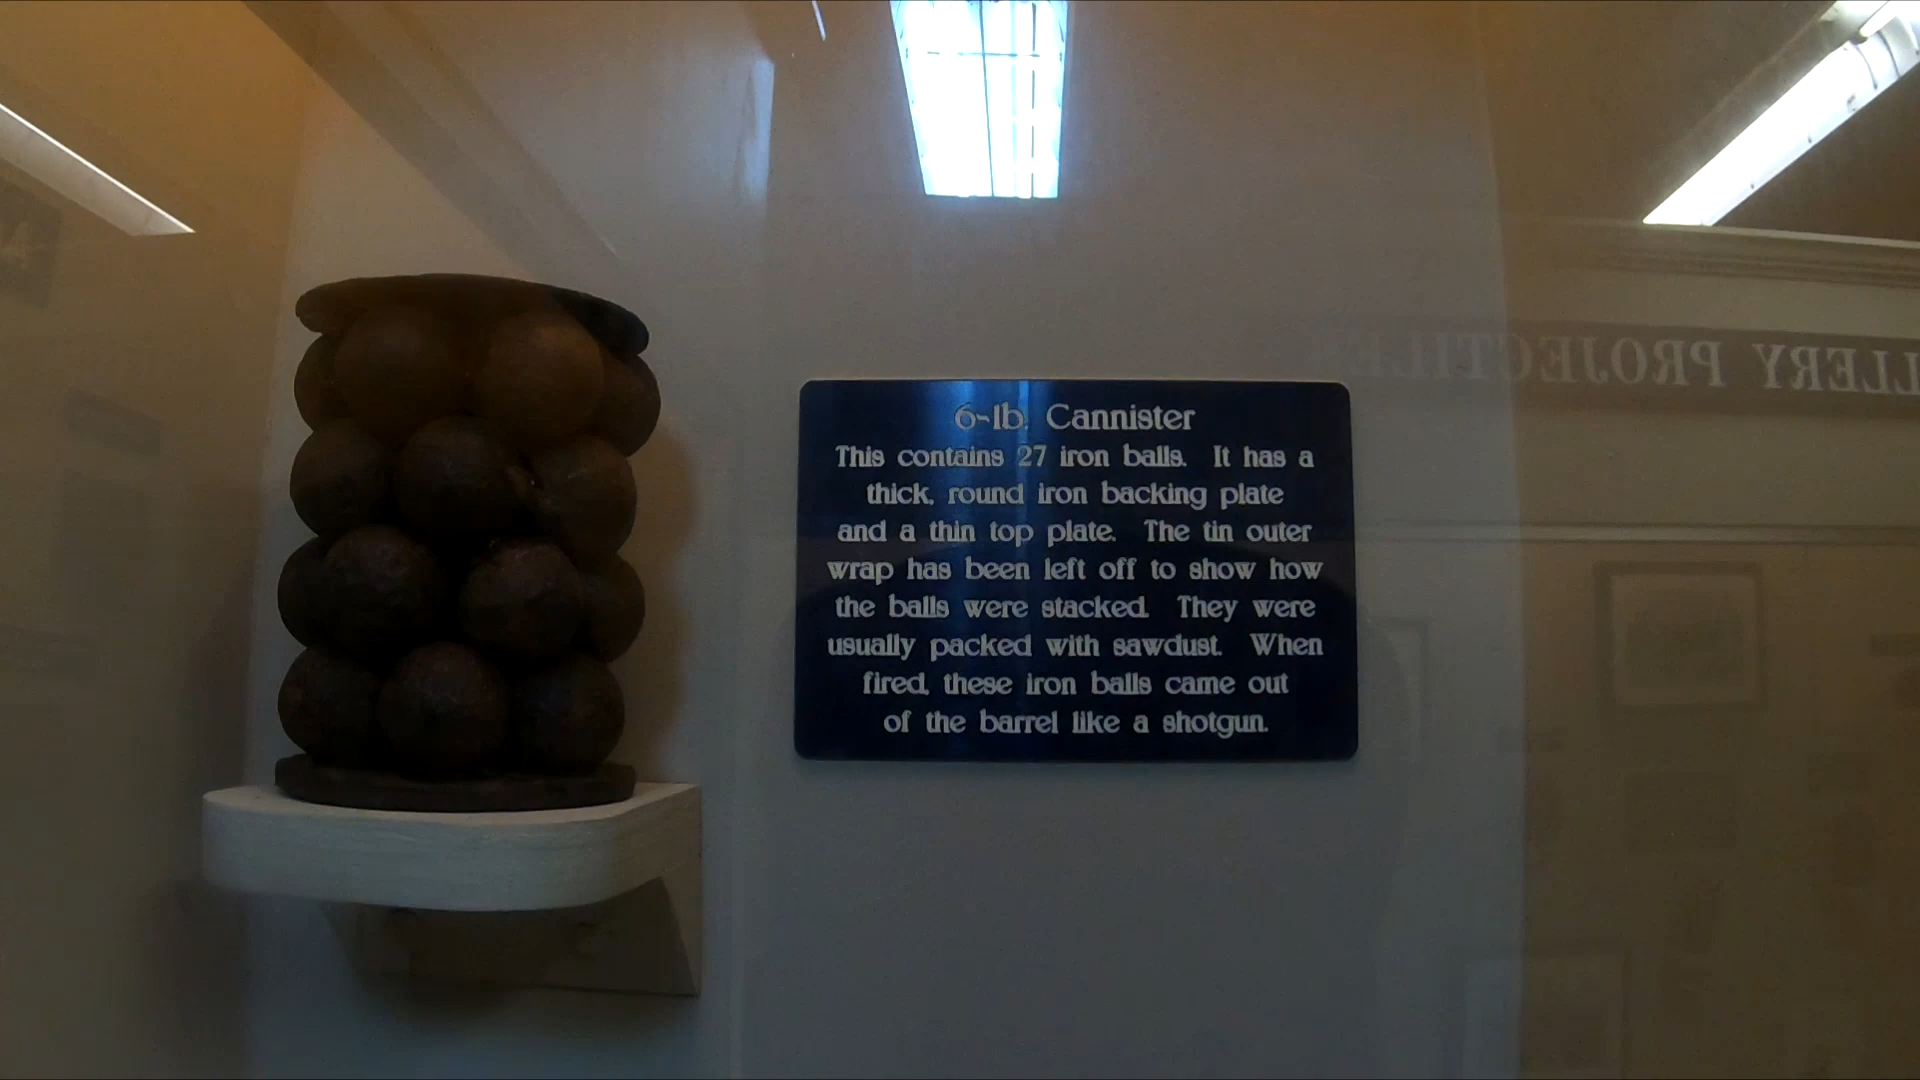 6-lb. Cannister
This contains 27 iron balls. It has a
thick, round iron backing plate
and a thin top plate. The tin outer
wrap has been left off to show how
the balls were stacked. They were
usually packed with sawdust. When
fired, these iron balls came out
of the barrel like a shotgun.
LLERY PROJECTILE